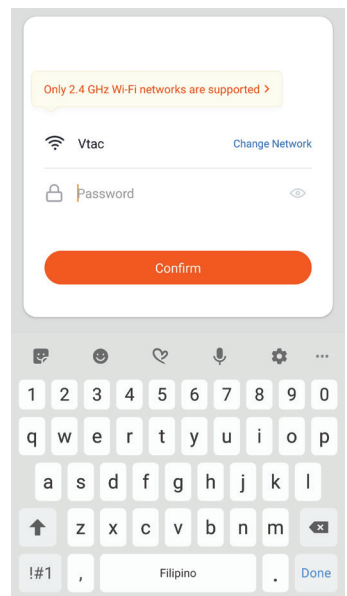 Only 2.4 GHz Wi-Fi networks are supported >
Vtac Change Network
Password
Confirm
1 2 3 4 5 6 7 8 9 0
q w e r t y u i o p
a s d f g h j k l
z x c v b n m
!#1 , Filipino . Done